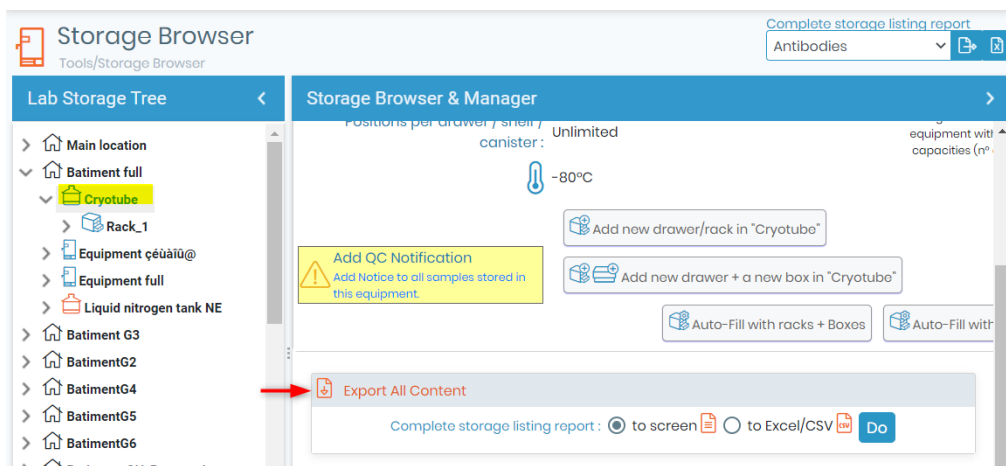 Storage Browser
Tools/Storage Browser
Complete storage listing report
Antibodies
Lab Storage Tree
Main location
Batiment full
Cryotube
Rack_1
Equipment çéùàïû@
Equipment full
Liquid nitrogen tank NE
Batiment G3
BatimentG2
BatimentG4
BatimentG5
BatimentG6
Storage Browser & Manager
Positions per drawer / shelf /
canister :
Unlimited
equipment with
capacities (n°
-80°C
Add new drawer/rack in "Cryotube"
Add QC Notification
Add Notice to all samples stored in
this equipment.
Add new drawer + a new box in "Cryotube"
Auto-Fill with racks + Boxes
Auto-Fill with
Export All Content
Complete storage listing report :
to screen
to Excel/CSV
CSV
Do